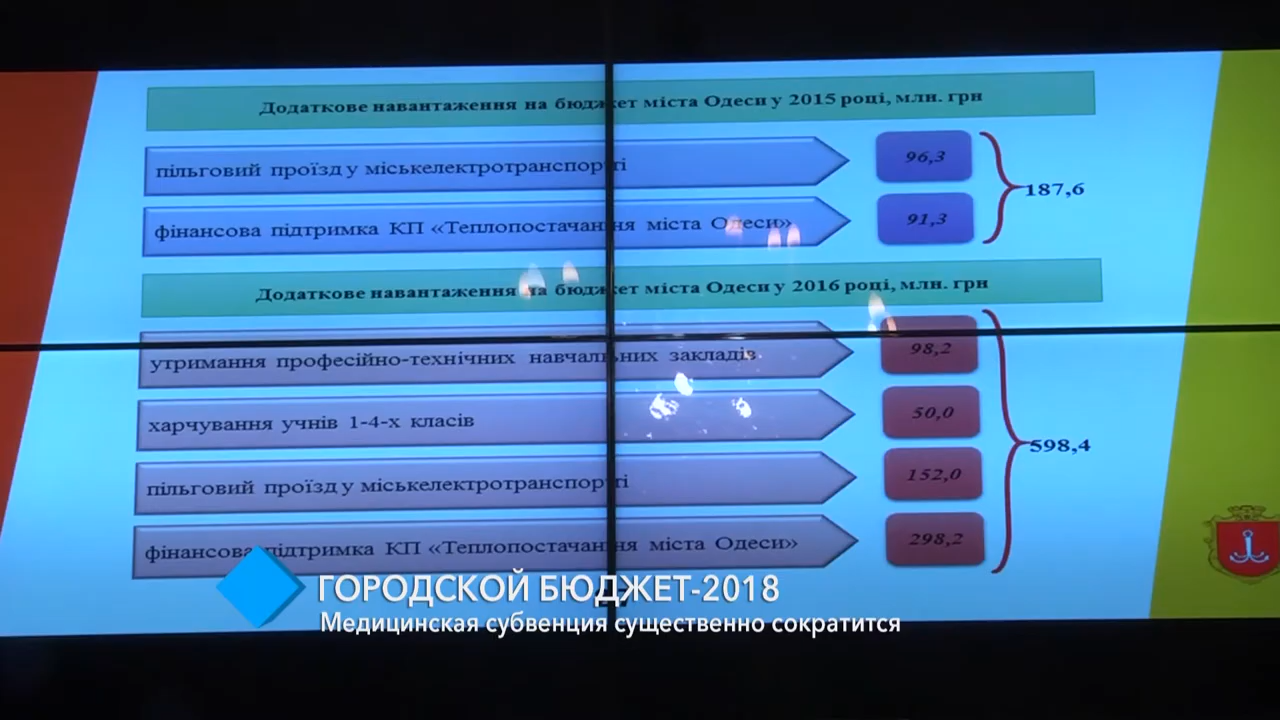 Додаткове навантаження на бюджет міста Одеси у 2015 році, млн. грн
пільговий проїзд у міськелектротранспорті
96,3
187,6
фінансова підтримка КП «Теплопостачання міста Одеси»
91,3
Додаткове навантаження на бюджет міста Одеси у 2016 році, млн. грн
утримання професійно-технічних навчальних закладів
98,2
харчування учнів 1-4-х класів
50,0
598,4
пільговий проїзд у міськелектротранспорті
152,0
фінансова підтримка КП «Теплопостачання міста Одеси»
298,2
ГОРОДСКОЙ БЮДЖЕТ-2018
Медицинская субвенция существенно сократится